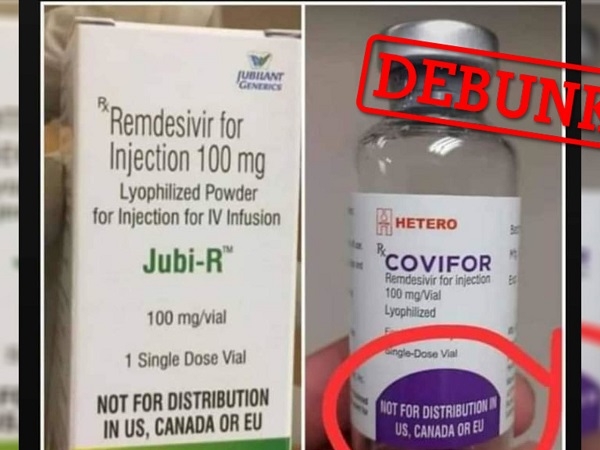 JUBILANT
GENERICS
Rx
Remdesivir for
Injection 100 mg
Lyophilized Powder
for Injection for IV Infusion
Jubi-R™
100 mg/vial
1 Single Dose Vial
NOT FOR DISTRIBUTION
IN US, CANADA OR EU
DEBUNK
HETERO
Rx
COVIFOR
Remdesivir for injection
100 mg/Vial
Lyophilized
Single-Dose Vial
NOT FOR DISTRIBUTION IN
US, CANADA OR EU